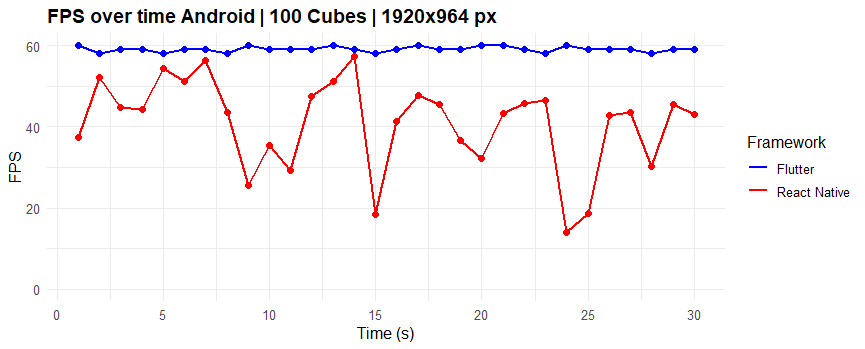 FPS over time Android | 100 Cubes | 1920x964 px
FPS
60
40
20
0
0 5 10 15 20 25 30
Time (s)
Framework
Flutter
React Native